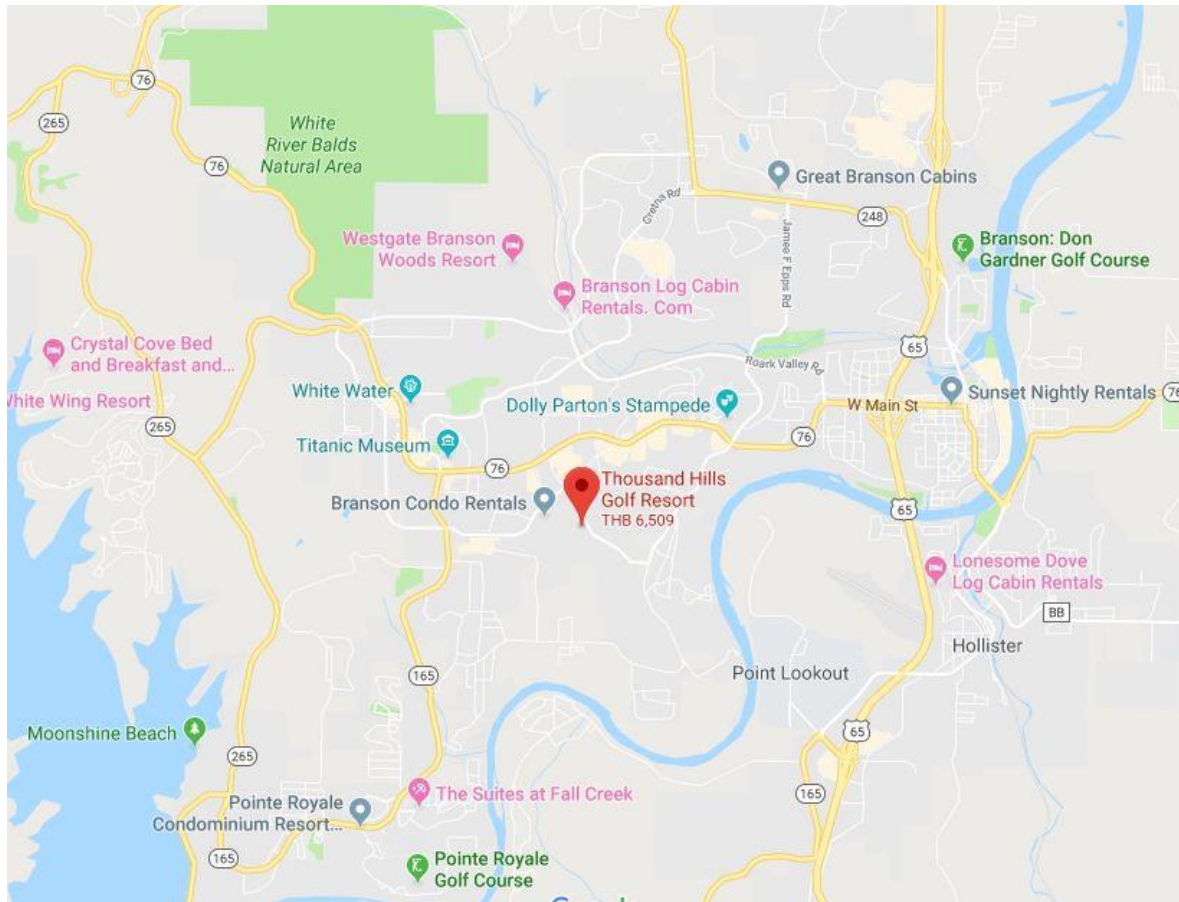 76
265
White
River Balds
Natural Area
76
Great Branson Cabins
Gretna Rd
248
James F Epps Rd
Westgate Branson
Woods Resort
Branson: Don
Gardner Golf Course
Branson Log Cabin
Rentals. Com
Crystal Cove Bed
and Breakfast and...
65
Roark Valley Rd
White Water
White Wing Resort
265
Dolly Parton's Stampede
W Main St
Sunset Nightly Rentals
76
Titanic Museum
76
76
Branson Condo Rentals
Thousand Hills
Golf Resort
THB 6,509
65
Lonesome Dove
Log Cabin Rentals
BB
Hollister
165
Point Lookout
Moonshine Beach
265
65
The Suites at Fall Creek
165
Pointe Royale
Condominium Resort...
165
Pointe Royale
Golf Course